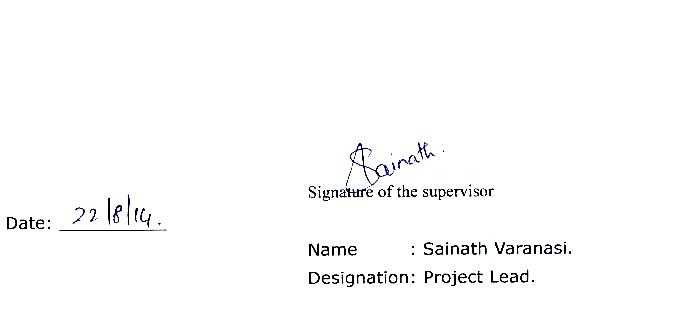 Sainath.
Signature of the supervisor
Date: 22/8/14.
Name : Sainath Varanasi.
Designation: Project Lead.